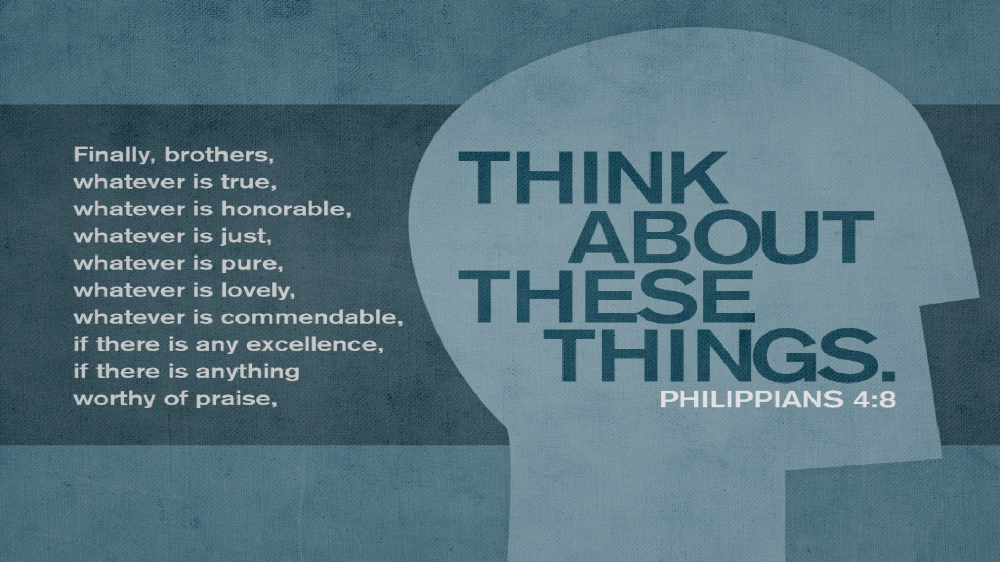 Finally, brothers,
whatever is true,
whatever is honorable,
whatever is just,
whatever is pure,
whatever is lovely,
whatever is commendable,
if there is any excellence,
if there is anything
worthy of praise,
THINK
ABOUT
THESE
THINGS.
PHILIPPIANS 4:8